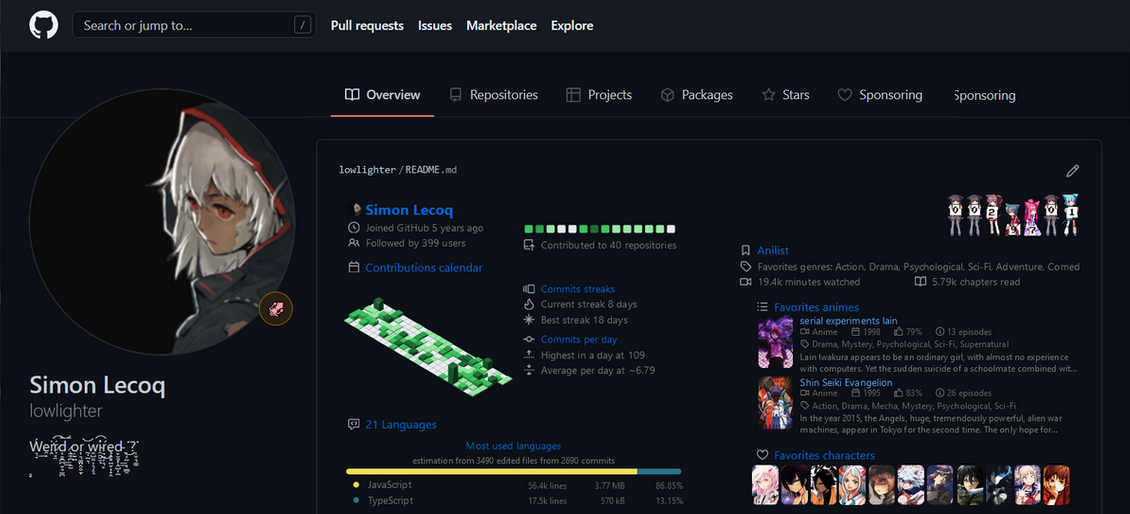 Search or jump to... /
Pull requests
Issues
Marketplace
Explore
Overview
Repositories
Projects
Packages
Stars
Sponsoring
Sponsoring
Simon Lecoq
lowlighter
Weird or wired ?
lowlighter / README.md
Simon Lecoq
Joined GitHub 5 years ago
Followed by 399 users
Contributed to 40 repositories
Contributions calendar
Commits streaks
Current streak 8 days
Best streak 18 days
Commits per day
Highest in a day at 109
Average per day at ~6.79
21 Languages
Most used languages
estimation from 3490 edited files from 2690 commits
JavaScript 56.4k lines 3.77 MB 86.85%
TypeScript 17.5k lines 570 kB 13.15%
Anilist
Favorites genres: Action, Drama, Psychological, Sci-Fi, Adventure, Comed
19.4k minutes watched
5.79k chapters read
Favorites animes
serial experiments lain
Anime 1998 79% 13 episodes
Drama, Mystery, Psychological, Sci-Fi, Supernatural
Lain Iwakura appears to be an ordinary girl, with almost no experience
with computers. Yet the sudden suicide of a schoolmate combined wit...
Shin Seiki Evangelion
Anime 1995 83% 26 episodes
Action, Drama, Mecha, Mystery, Psychological, Sci-Fi
In the year 2015, the Angels, huge, tremendously powerful, alien war
machines, appear in Tokyo for the second time. The only hope for...
Favorites characters